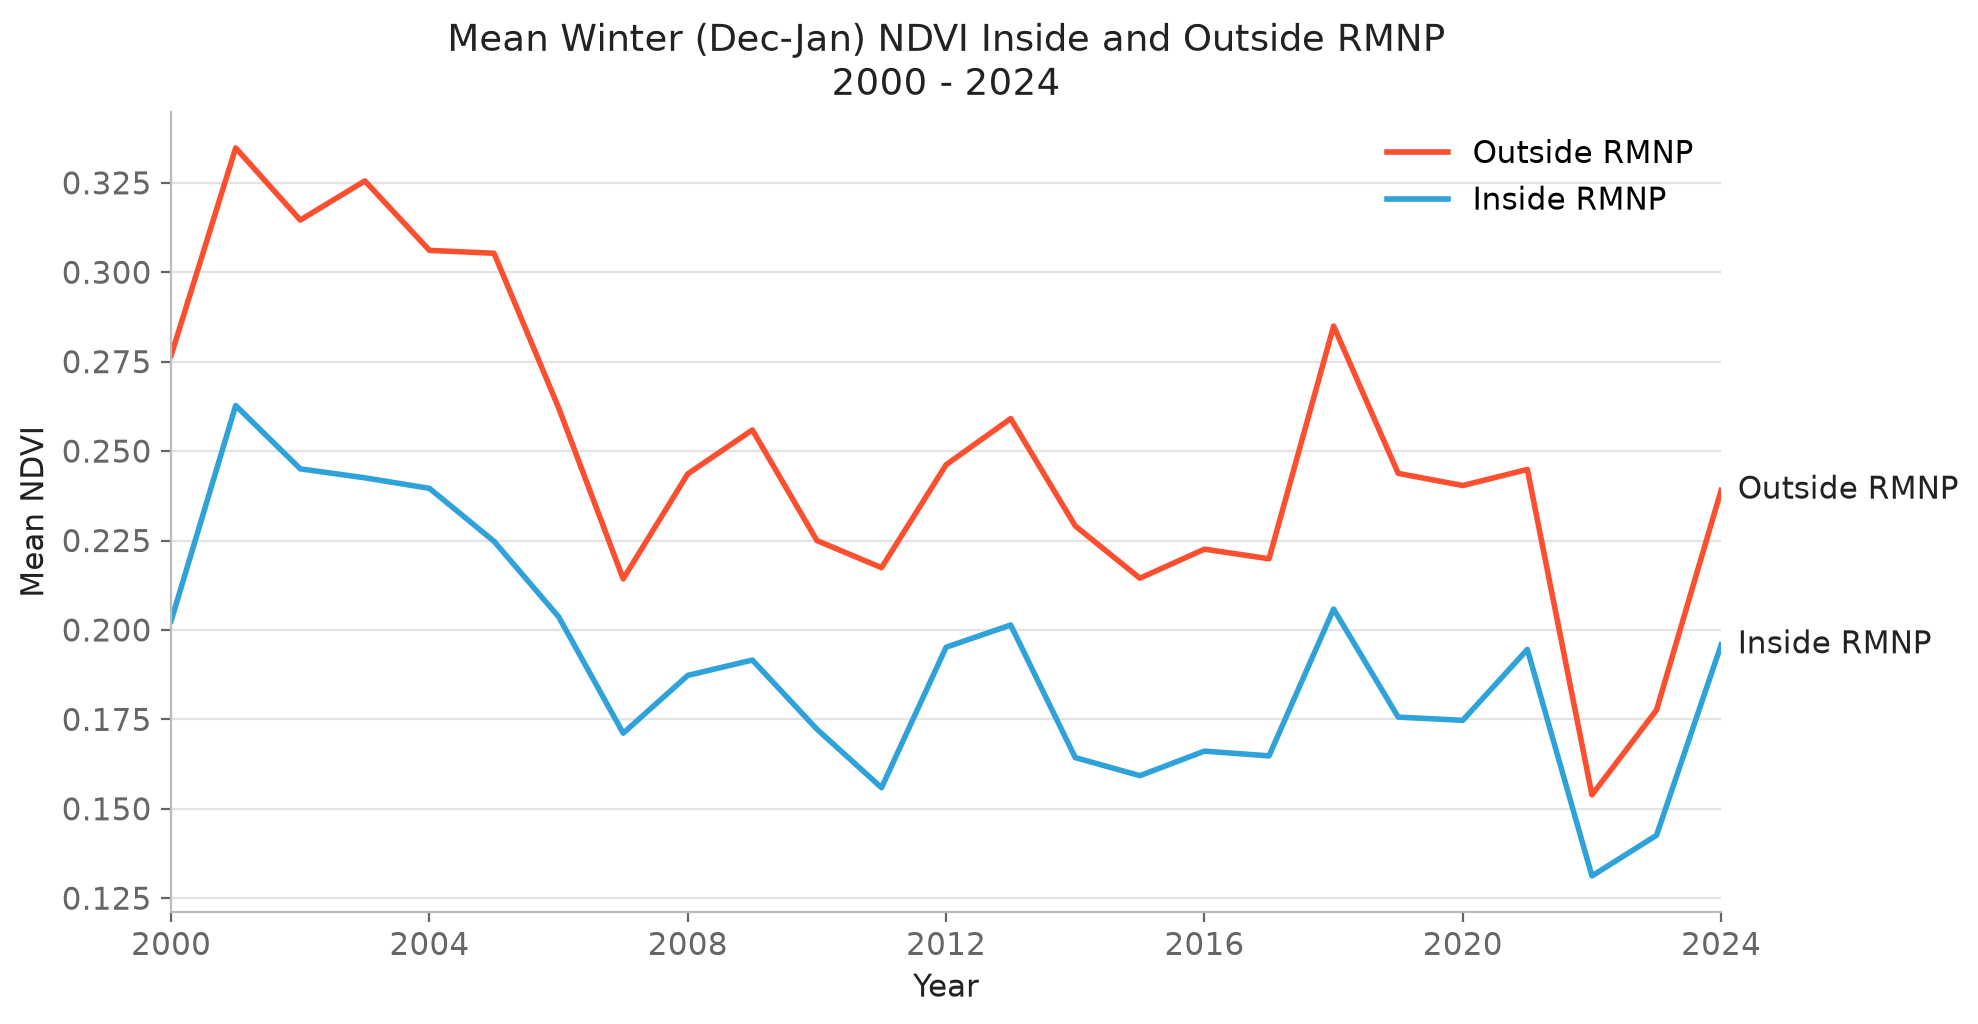 Mean Winter (Dec-Jan) NDVI Inside and Outside RMNP
2000 - 2024
Outside RMNP
Inside RMNP
0.325
0.300
0.275
0.250
0.225
0.200
0.175
0.150
0.125
Mean NDVI
Outside RMNP
Inside RMNP
2000 2004 2008 2012 2016 2020 2024
Year